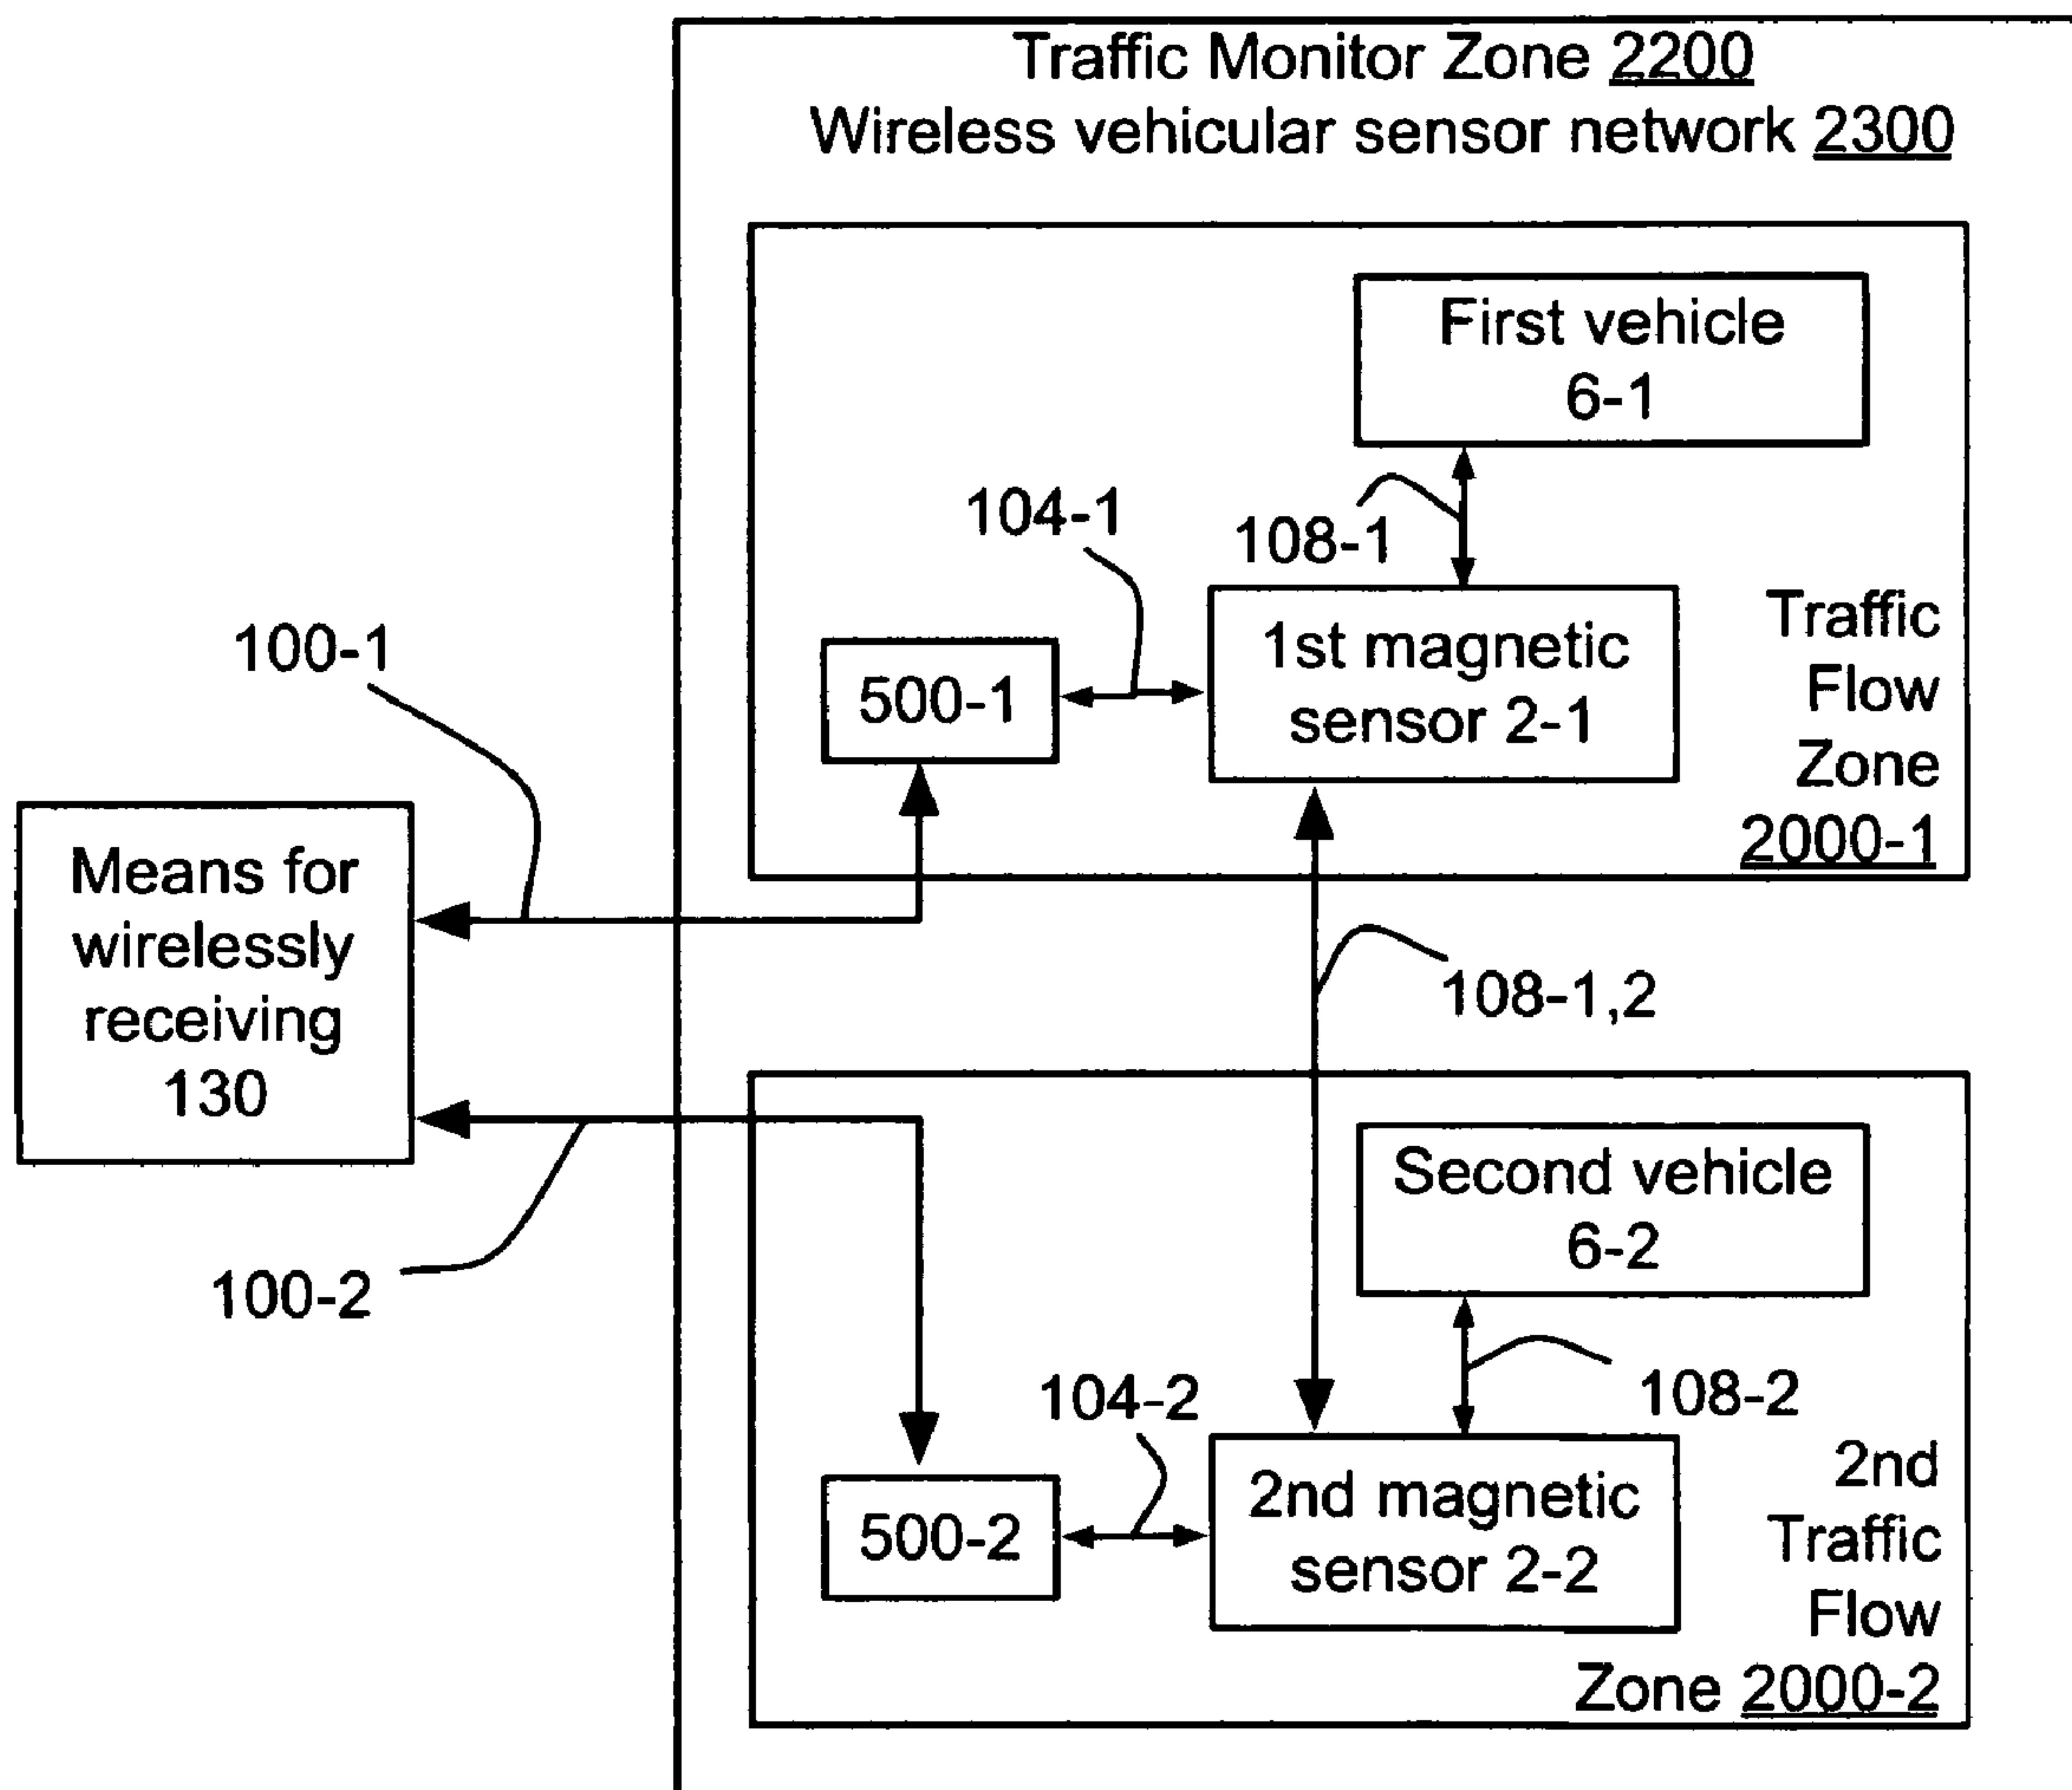 Traffic Monitor Zone 2200
Wireless vehicular sensor network 2300
First vehicle
6-1
104-1
108-1
100-1
500-1
1st magnetic
sensor 2-1
Traffic
Flow
Zone
2000-1
Means for
wirelessly
receiving
130
108-1,2
Second vehicle
6-2
100-2
104-2
108-2
500-2
2nd magnetic
sensor 2-2
2nd
Traffic
Flow
Zone 2000-2